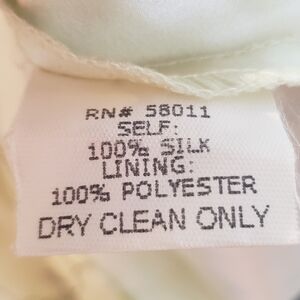 RN# 58011
SELF:
100% SILK
LINING:
100% POLYESTER
DRY CLEAN ONLY